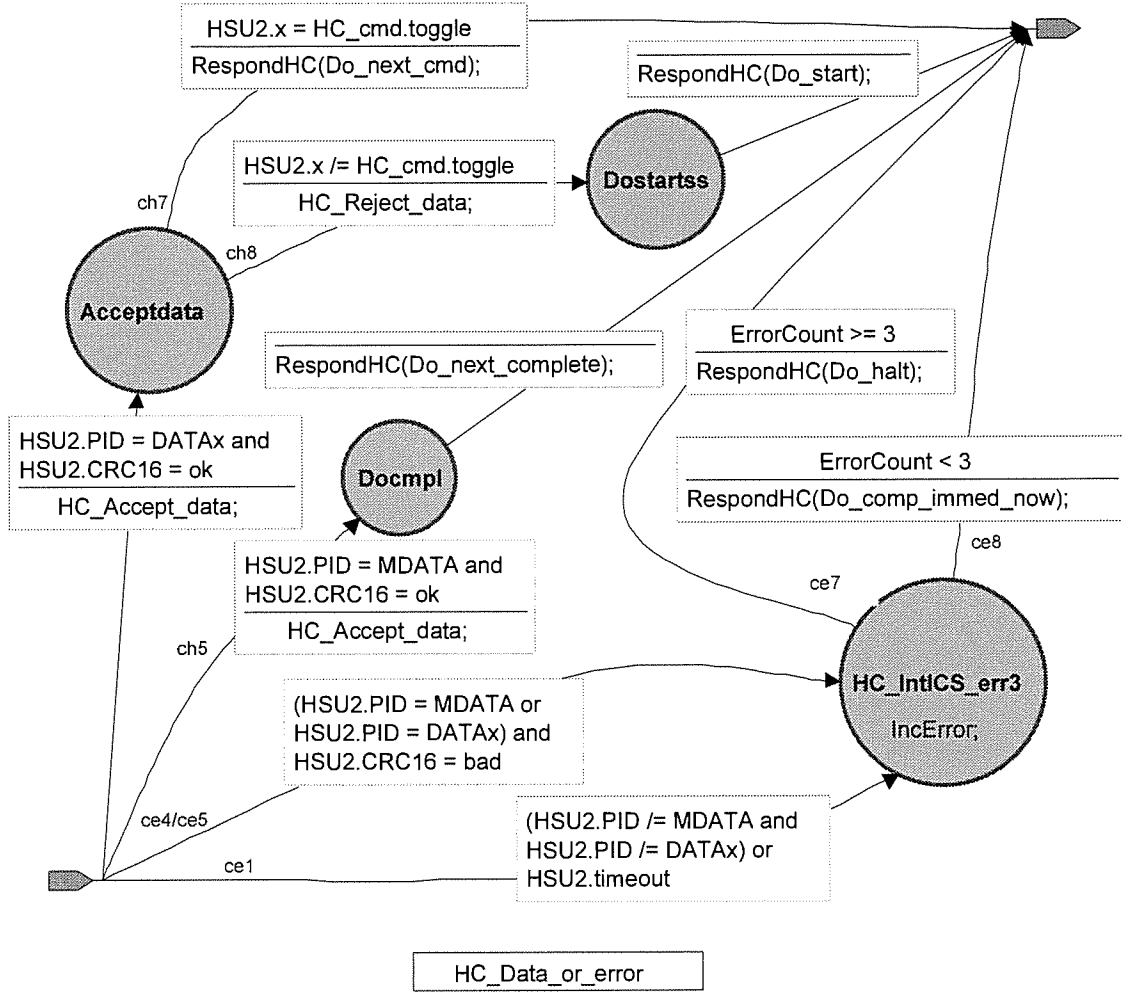 HSU2.x = HC_cmd.toggle
RespondHC(Do_next_cmd);
RespondHC(Do_start);
HSU2.x /= HC_cmd.toggle
HC_Reject_data;
Dostartss
ch7
ch8
Acceptdata
RespondHC(Do_next_complete);
ErrorCount >= 3
RespondHC(Do_halt);
HSU2.PID = DATAx and
HSU2.CRC16 = ok
HC_Accept_data;
Docmpl
ErrorCount < 3
RespondHC(Do_comp_immed_now);
ce8
HSU2.PID = MDATA and
HSU2.CRC16 = ok
HC_Accept_data;
ce7
ch5
(HSU2.PID = MDATA or
HSU2.PID = DATAx) and
HSU2.CRC16 = bad
HC_IntICS_err3
IncError;
ce4/ce5
(HSU2.PID /= MDATA and
HSU2.PID /= DATAx) or
HSU2.timeout
ce1
HC_Data_or_error